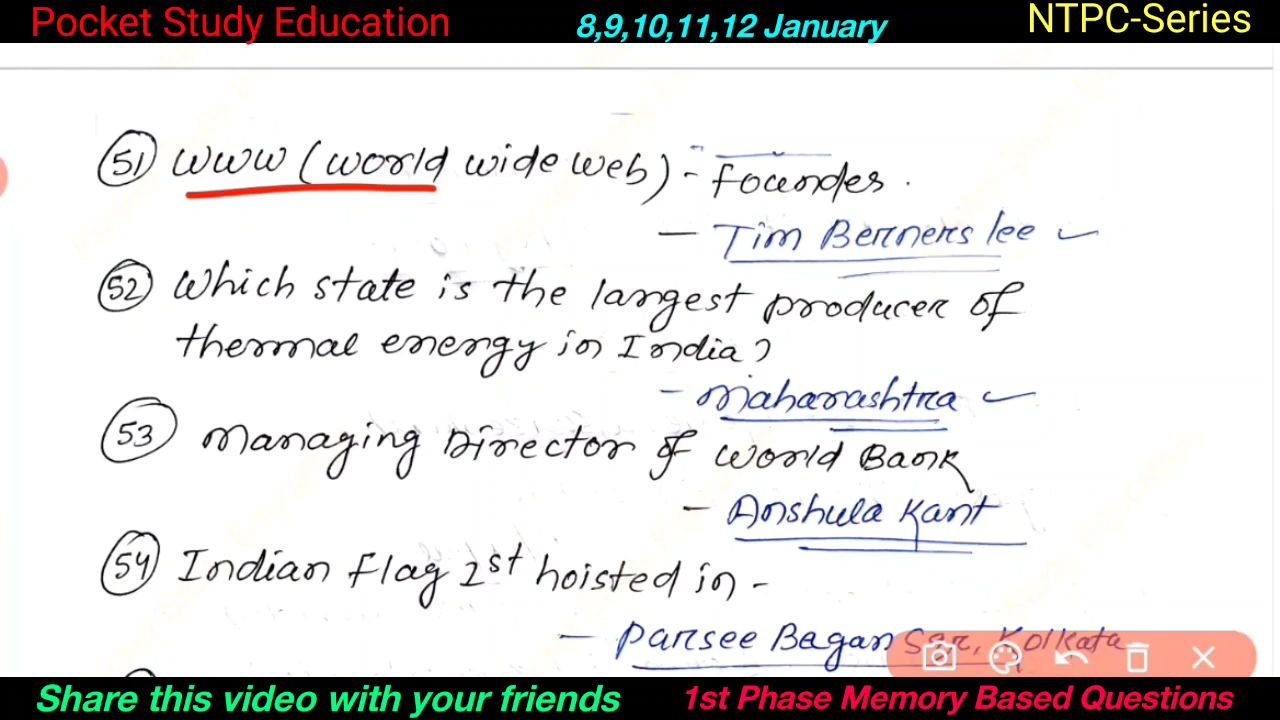 Pocket Study Education
8,9,10,11,12 January
NTPC-Series
51 WWW (World wide web) - Founder.
- Tim Berners lee
52 Which state is the largest producer of
thermal energy in India?
- Maharashtra
53 Managing Director of World Bank
- Anshula Kant
54 Indian Flag 1st hoisted in -
- Parsee Bagan Sqr, Kolkata
Share this video with your friends
1st Phase Memory Based Questions